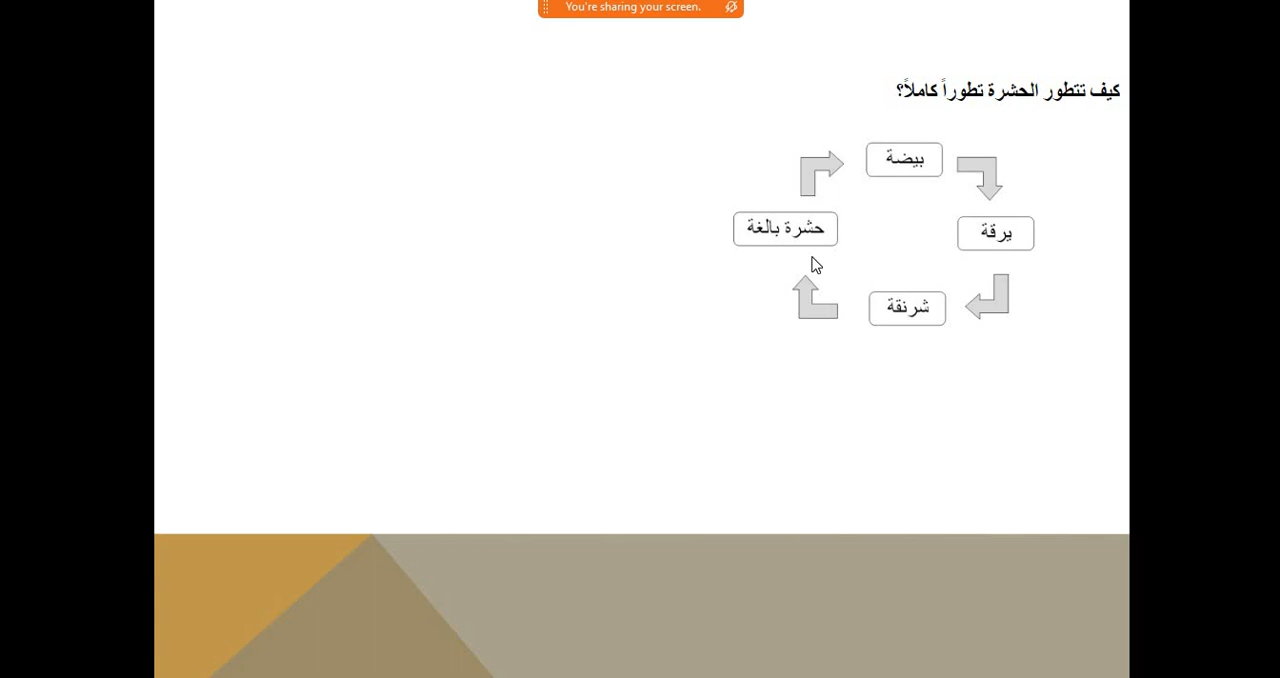 You're sharing your screen.
كيف تتطور الحشرة تطوراً كاملاً؟
بيضة
يرقة
شرنقة
حشرة بالغة